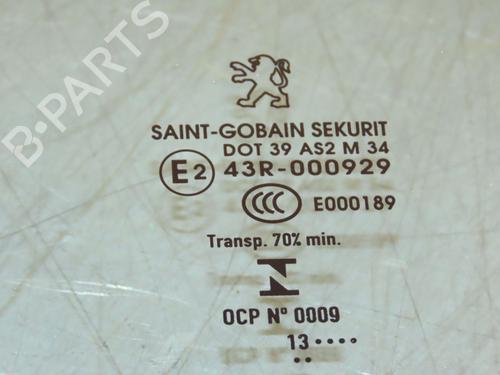 B-PARTS
SAINT-GOBAIN SEKURIT
DOT 39 AS2 M 34
E2 43R-000929
CCC E000189
Transp. 70% min.
OCP Nº 0009
13 ••••
••